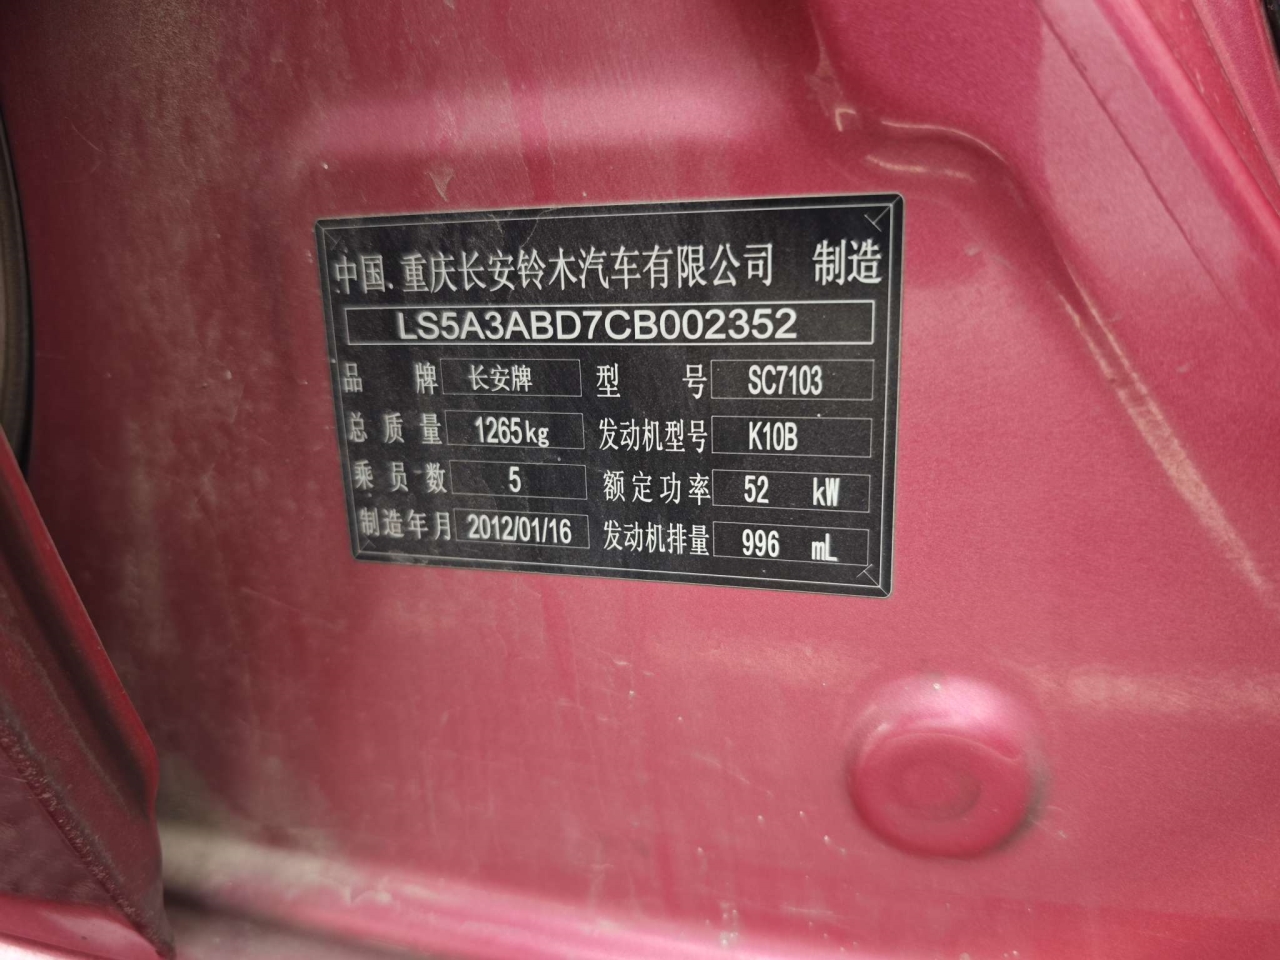 中国.重庆长安铃木汽车有限公司 制造
LS5A3ABD7CB002352
品牌 长安牌 型号 SC7103
总质量 1265kg 发动机型号 K10B
乘员数 5 额定功率 52 kW
制造年月 2012/01/16 发动机排量 996 mL